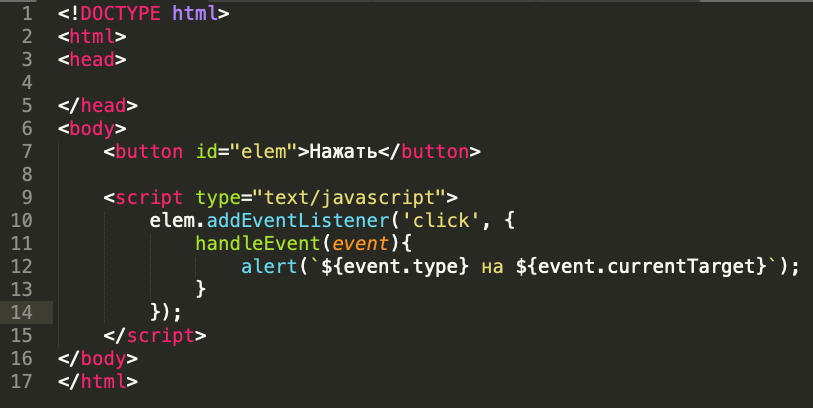 1 <!DOCTYPE html>
2 <html>
3 <head>
4
5 </head>
6 <body>
7     <button id="elem">Нажать</button>
8
9     <script type="text/javascript">
10         elem.addEventListener('click', {
11             handleEvent(event){
12                 alert(`${event.type} на ${event.currentTarget}`);
13             }
14         });
15     </script>
16 </body>
17 </html>